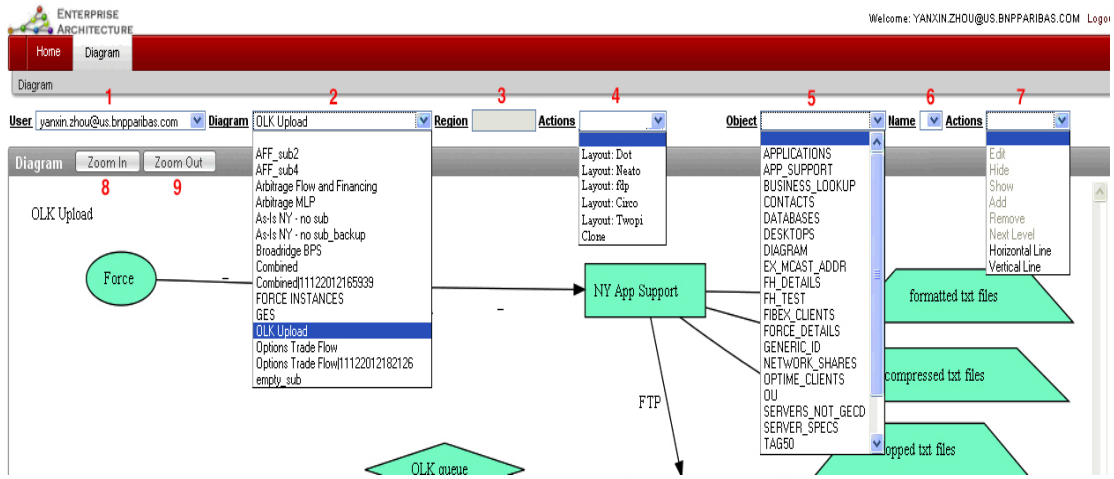 ENTERPRISE
ARCHITECTURE
Welcome: YANXIN.ZHOU@US.BNPPARIBAS.COM Logou
Home Diagram
Diagram
1 2 3 4 5 6 7
User yanxin.zhou@us.bnpparibas.com Diagram OLK Upload Region Actions Object Name Actions
Diagram Zoom In Zoom Out
8 9
AFF_sub2
AFF_sub4
Arbitrage Flow and Financing
Arbitrage MLP
As-Is NY - no sub
As-Is NY - no sub_backup
Broadridge BPS
Combined
Combined|11122012165939
FORCE INSTANCES
GES
OLK Upload
Options Trade Flow
Options Trade Flow|11122012182126
empty_sub
Layout: Dot
Layout: Neato
Layout: fdp
Layout: Circo
Layout: Twopi
Clone
APPLICATIONS
APP_SUPPORT
BUSINESS_LOOKUP
CONTACTS
DATABASES
DESKTOPS
DIAGRAM
EX_MCAST_ADDR
FH_DETAILS
FH_TEST
FIBEX_CLIENTS
FORCE_DETAILS
GENERIC_ID
NETWORK_SHARES
OPTIME_CLIENTS
OU
SERVERS_NOT_GECD
SERVER_SPECS
TAG50
Edit
Hide
Show
Add
Remove
Next Level
Horizontal Line
Vertical Line
OLK Upload
Force
NY App Support
formatted txt files
compressed txt files
FTP
opped txt files
OLK queue